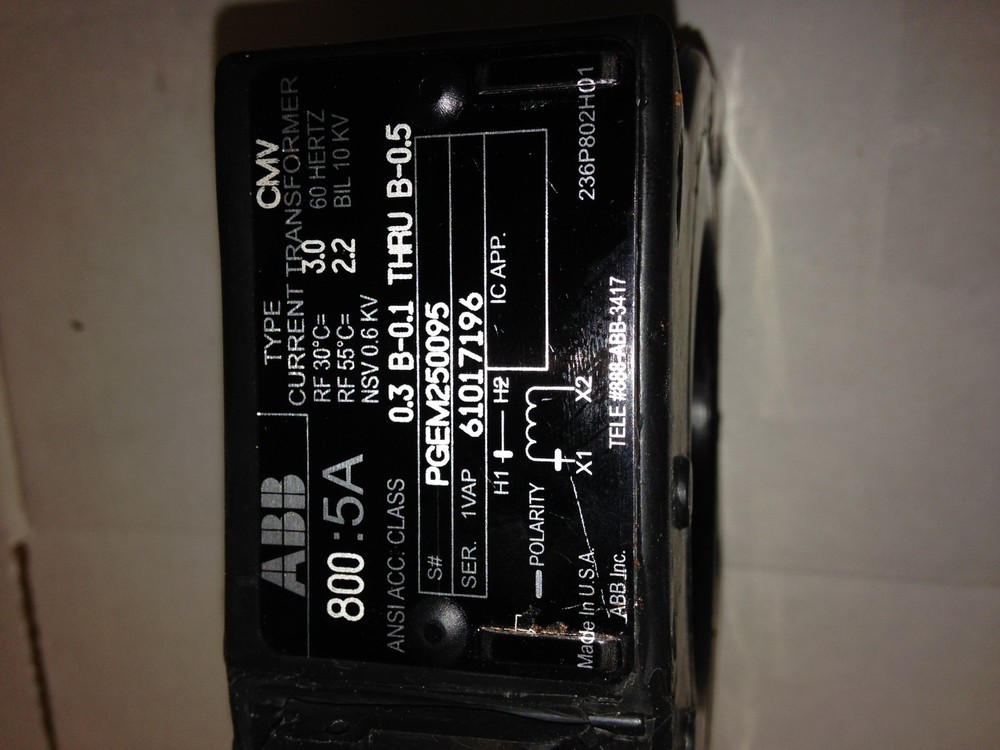 ABB
TYPE CMV
CURRENT TRANSFORMER
800 :5A
RF 30°C= 3.0 60 HERTZ
RF 55°C= 2.2 BIL 10 KV
NSV 0.6 KV
ANSI ACC. CLASS 0.3 B-0.1 THRU B-0.5
S# PGEM250095
SER. 1VAP 61017196
H1 H2 IC APP.
POLARITY
X1 X2
Made In U.S.A. 236P802H01
ABB Inc. TELE #888-ABB-3417